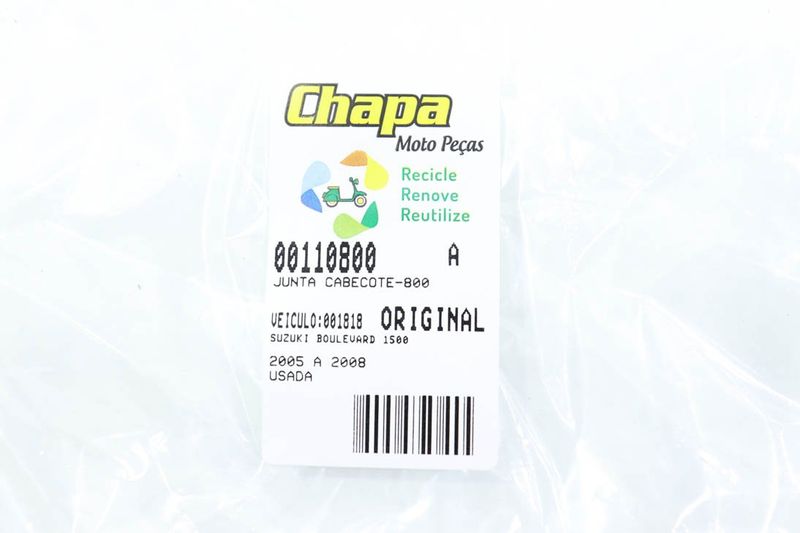 Chapa
Moto Peças
Recicle
Renove
Reutilize
00110800 A
JUNTA CABECOTE-800
VEICULO:001818 ORIGINAL
SUZUKI BOULEVARD 1500
2005 A 2008
USADA